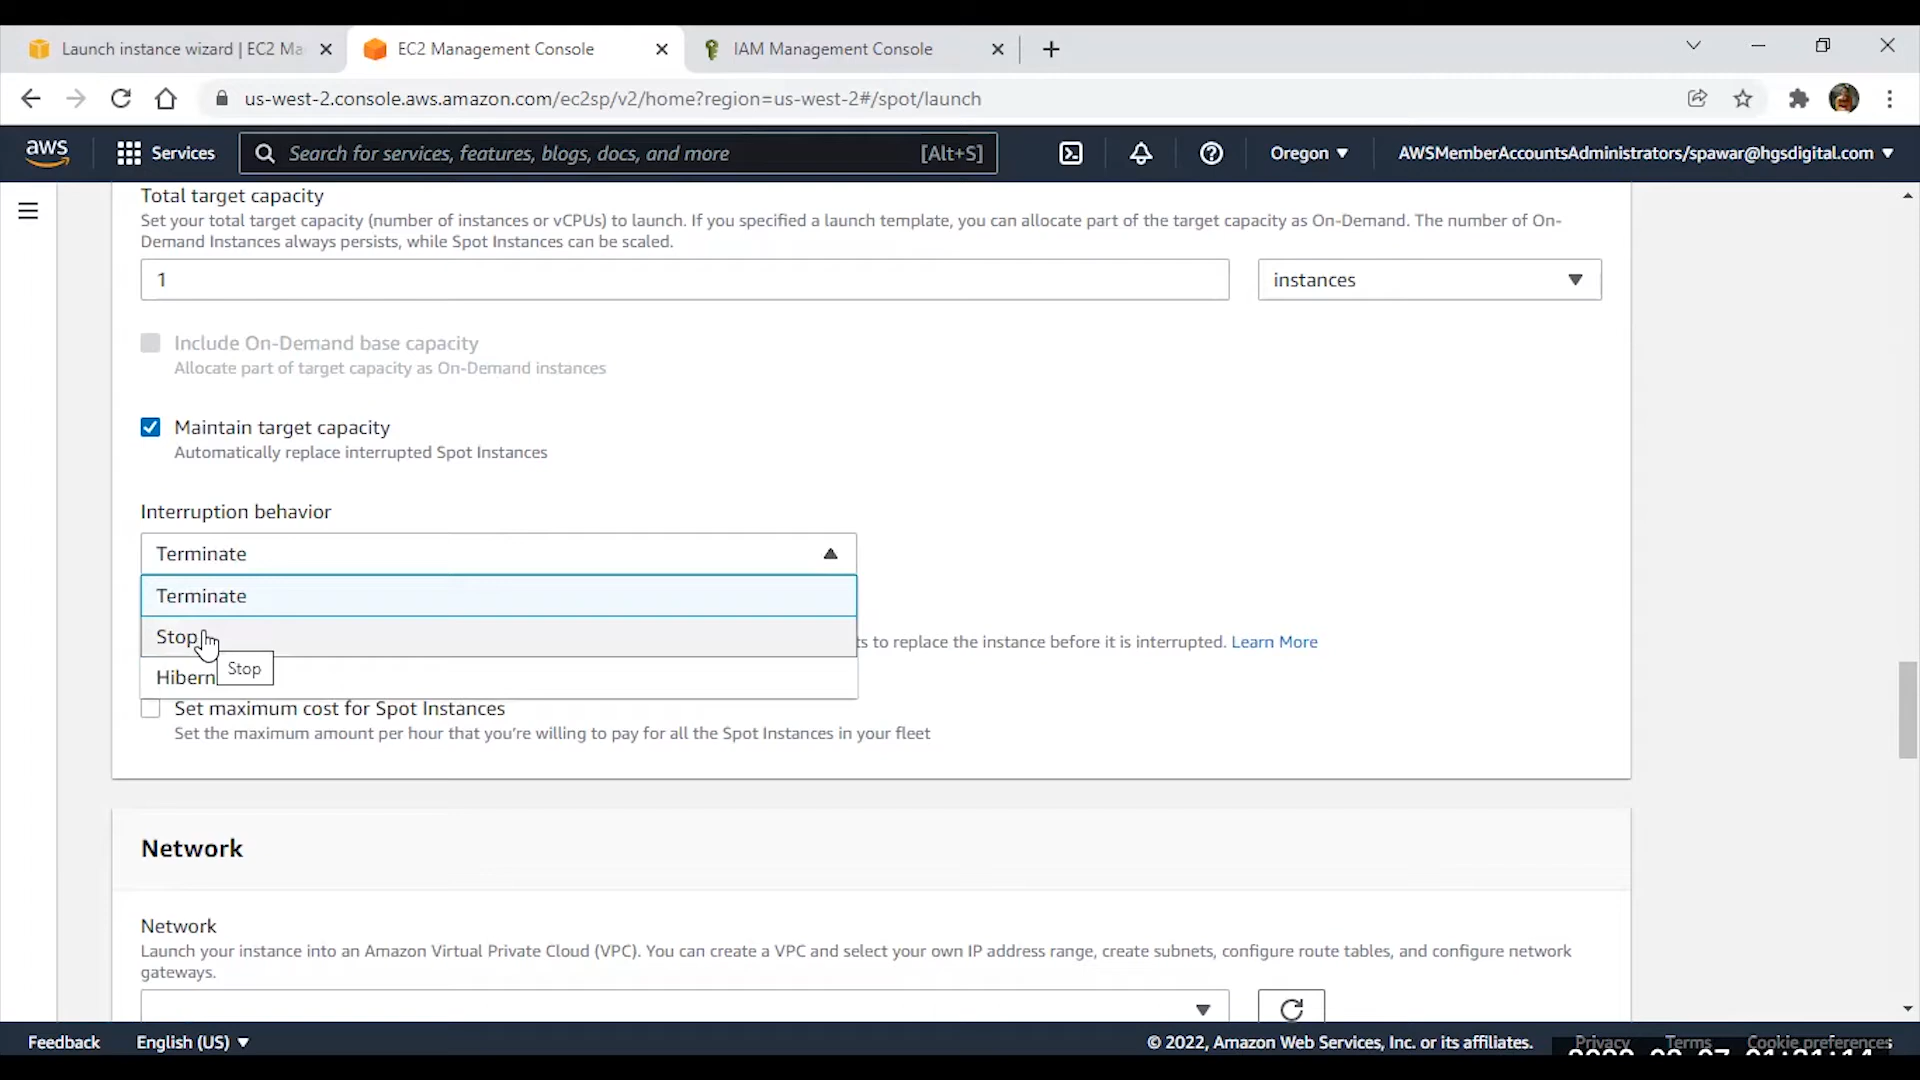 Launch instance wizard | EC2 Ma
EC2 Management Console
IAM Management Console
us-west-2.console.aws.amazon.com/ec2sp/v2/home?region=us-west-2#/spot/launch
aws
Services
Search for services, features, blogs, docs, and more
[Alt+S]
Oregon
AWSMemberAccountsAdministrators/spawar@hgsdigital.com
Total target capacity
Set your total target capacity (number of instances or vCPUs) to launch. If you specified a launch template, you can allocate part of the target capacity as On-Demand. The number of On-
Demand Instances always persists, while Spot Instances can be scaled.
1
instances
Include On-Demand base capacity
Allocate part of target capacity as On-Demand instances
Maintain target capacity
Automatically replace interrupted Spot Instances
Interruption behavior
Terminate
Terminate
Stop
ts to replace the instance before it is interrupted. Learn More
Stop
Hibern
Set maximum cost for Spot Instances
Set the maximum amount per hour that you're willing to pay for all the Spot Instances in your fleet
Network
Network
Launch your instance into an Amazon Virtual Private Cloud (VPC). You can create a VPC and select your own IP address range, create subnets, configure route tables, and configure network
gateways.
Feedback
English (US)
© 2022, Amazon Web Services, Inc. or its affiliates.
Privacy
Terms
Cookie preferences